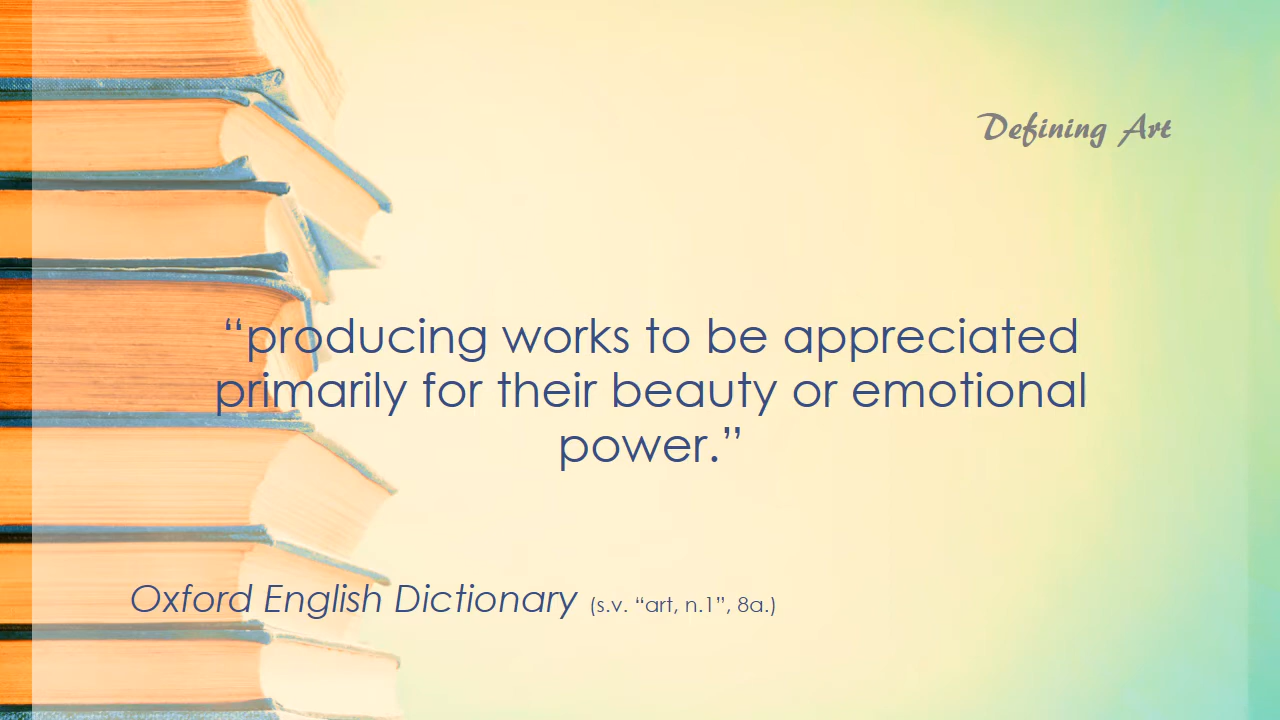 Defining Art
“producing works to be appreciated
primarily for their beauty or emotional
power.”
Oxford English Dictionary (s.v. “art, n.1”, 8a.)